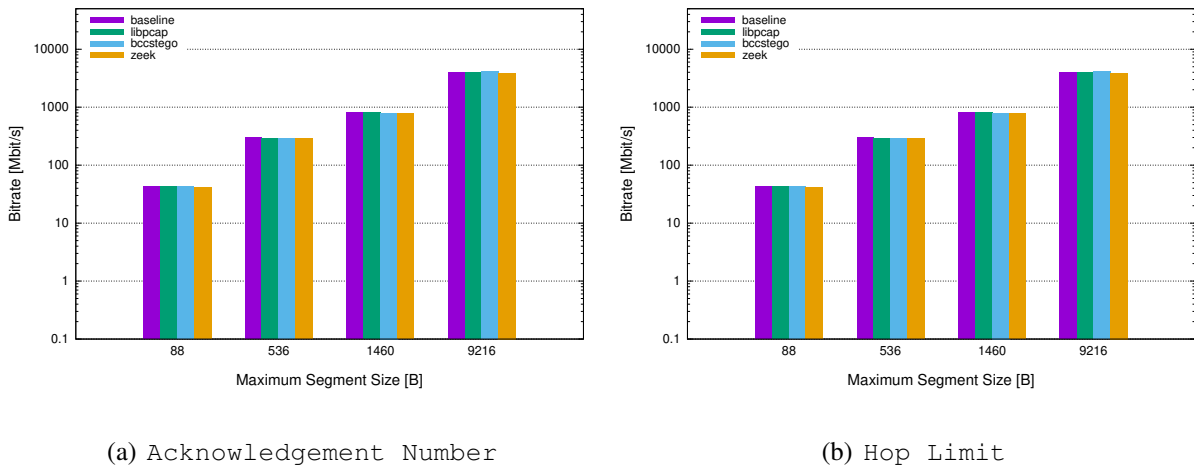 baseline
libpcap
bccstego
zeek
10000
1000
100
10
1
0.1
Bitrate [Mbit/s]
88 536 1460 9216
Maximum Segment Size [B]
(a) Acknowledgement Number
baseline
libpcap
bccstego
zeek
10000
1000
100
10
1
0.1
Bitrate [Mbit/s]
88 536 1460 9216
Maximum Segment Size [B]
(b) Hop Limit